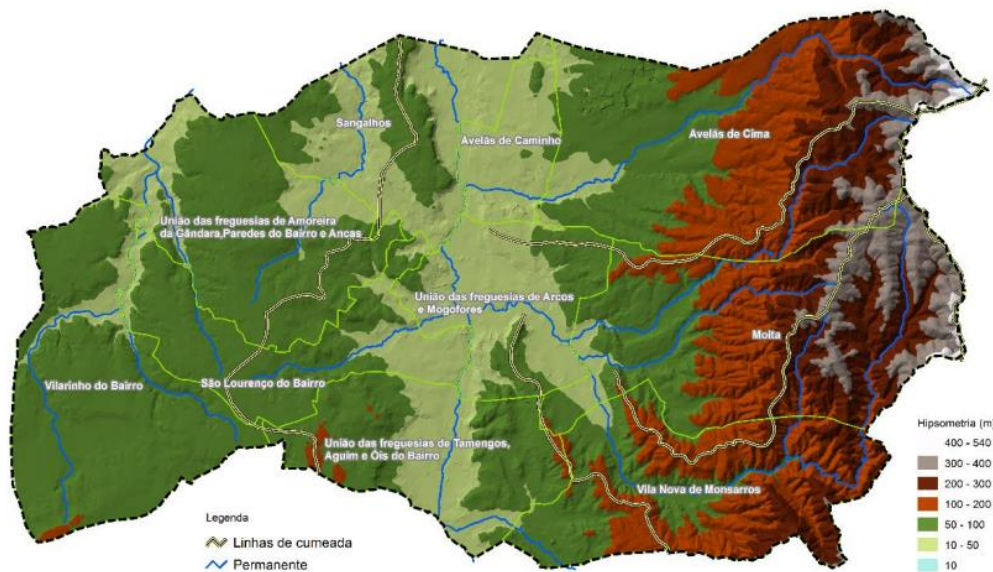 Sangalhos
Avelãs de Caminho
Avelãs de Cima
União das freguesias de Amoreira
da Gândara,Paredes do Bairro e Ancas
União das freguesias de Arcos
e Mogofores
Moita
Vilarinho do Bairro
São Lourenço do Bairro
União das freguesias de Tamengos,
Aguim e Óis do Bairro
Vila Nova de Monsarros
Legenda
Linhas de cumeada
Permanente
Hipsometria (m)
400 - 540
300 - 400
200 - 300
100 - 200
50 - 100
10 - 50
10